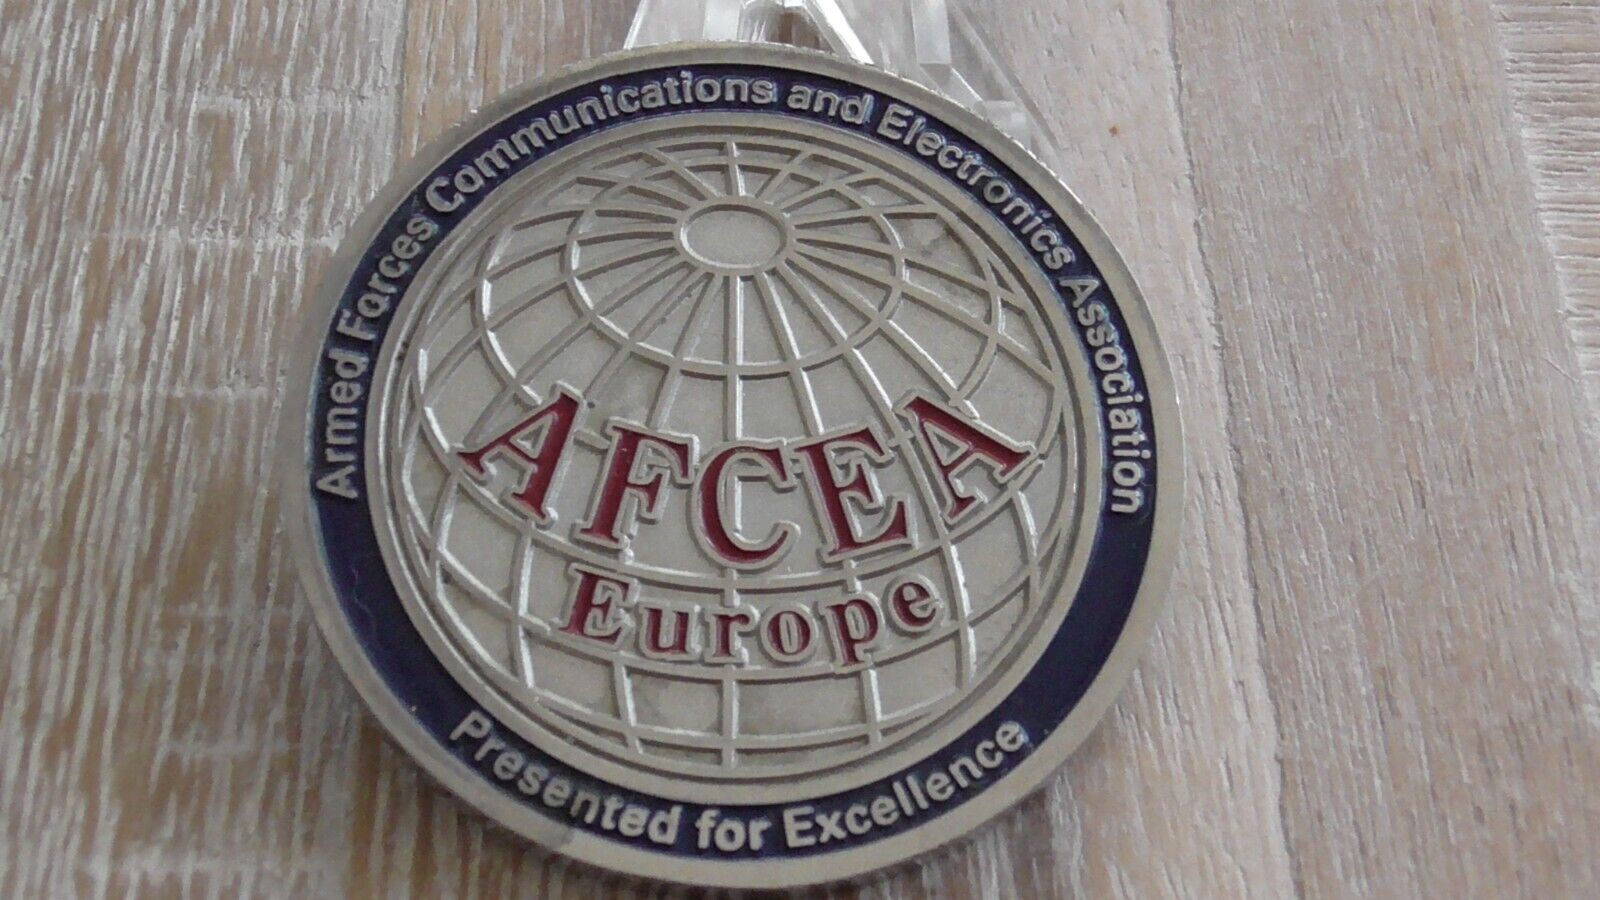 Armed Forces Communications and Electronics Association
AFCEA
Europe
Presented for Excellence